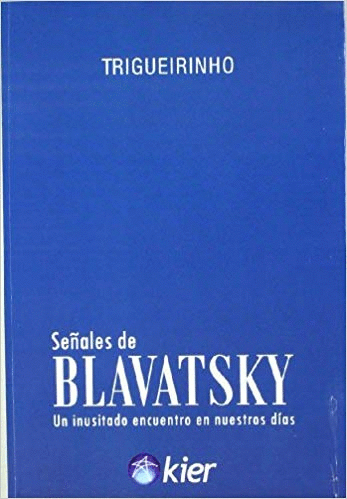 TRIGUEIRINHO
Señales de
BLAVATSKY
Un inusitado encuentro en nuestros días
kier